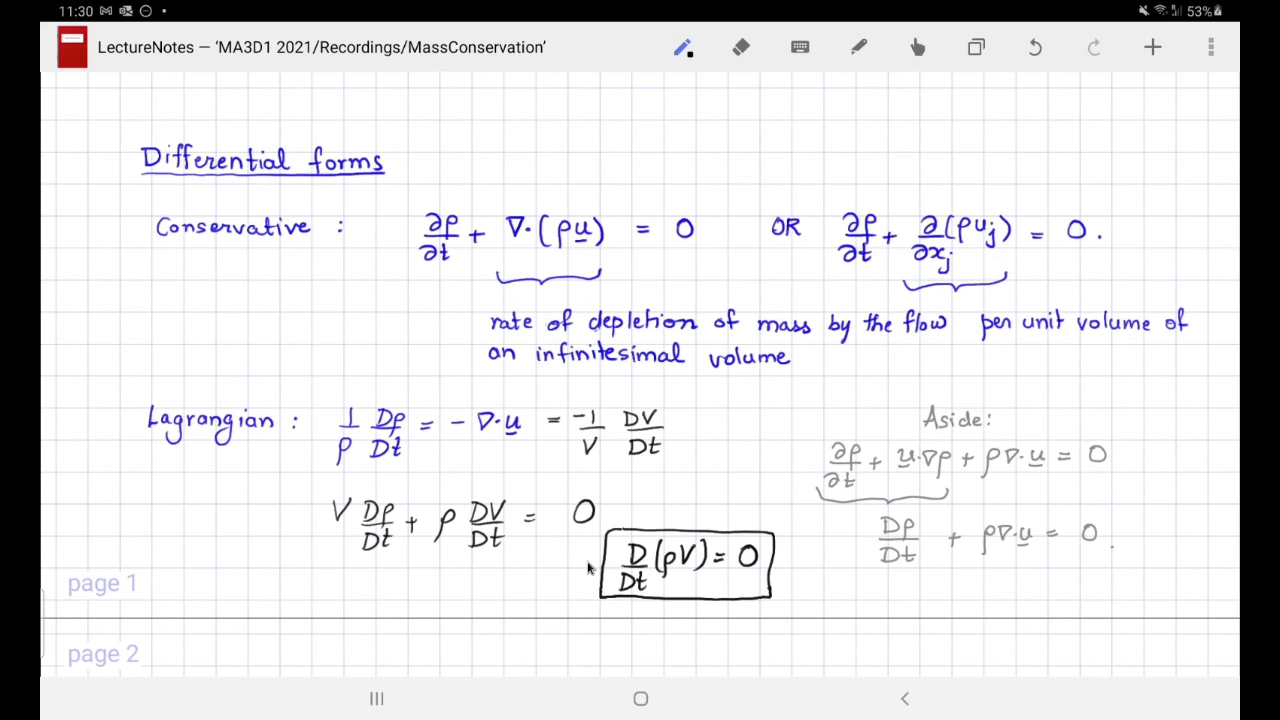 11:30
53%
LectureNotes – ‘MA3D1 2021/Recordings/MassConservation’
Differential forms
Conservative : ∂ρ/∂t + ∇·(ρu̲) = 0 OR ∂ρ/∂t + ∂/∂xⱼ(ρuⱼ) = 0.
rate of depletion of mass by the flow per unit volume of
an infinitesimal volume
Lagrangian : 1/ρ Dρ/Dt = - ∇·u̲ = -1/V DV/Dt
V Dρ/Dt + ρ DV/Dt = 0
D/Dt (ρV) = 0
Aside:
∂ρ/∂t + u̲·∇ρ + ρ∇·u̲ = 0
Dρ/Dt + ρ∇·u̲ = 0.
page 1
page 2